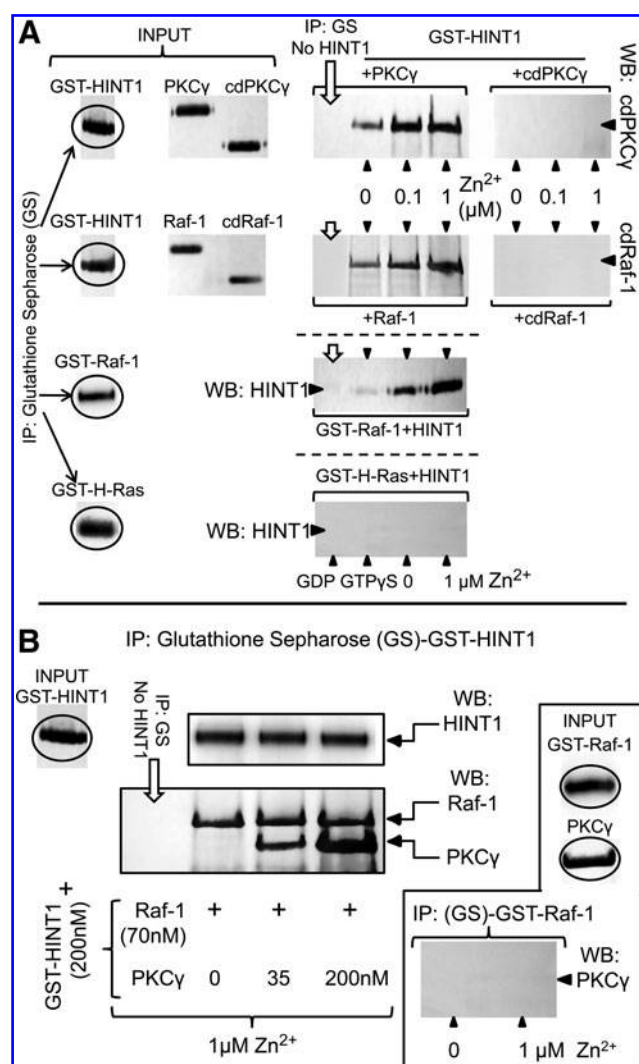 A
INPUT
IP: GS
No HINT1
GST-HINT1
GST-HINT1
PKCγ
cdPKCγ
+PKCγ
+cdPKCγ
WB: cdPKCγ
0
0.1
1
Zn²⁺
(μM)
0
0.1
1
IP: Glutathione Sepharose (GS)
GST-HINT1
Raf-1
cdRaf-1
cdRaf-1
+Raf-1
+cdRaf-1
GST-Raf-1
WB: HINT1
GST-Raf-1+HINT1
GST-H-Ras
GST-H-Ras+HINT1
WB: HINT1
GDP GTPγS 0 1 μM Zn²⁺
B
IP: Glutathione Sepharose (GS)-GST-HINT1
INPUT
GST-HINT1
IP: GS
No HINT1
WB:
HINT1
WB:
Raf-1
PKCγ
INPUT
GST-Raf-1
PKCγ
GST-HINT1 +
(200nM)
Raf-1 + + +
(70nM)
PKCγ 0 35 200nM
1μM Zn²⁺
IP: (GS)-GST-Raf-1
WB:
PKCγ
0 1 μM Zn²⁺